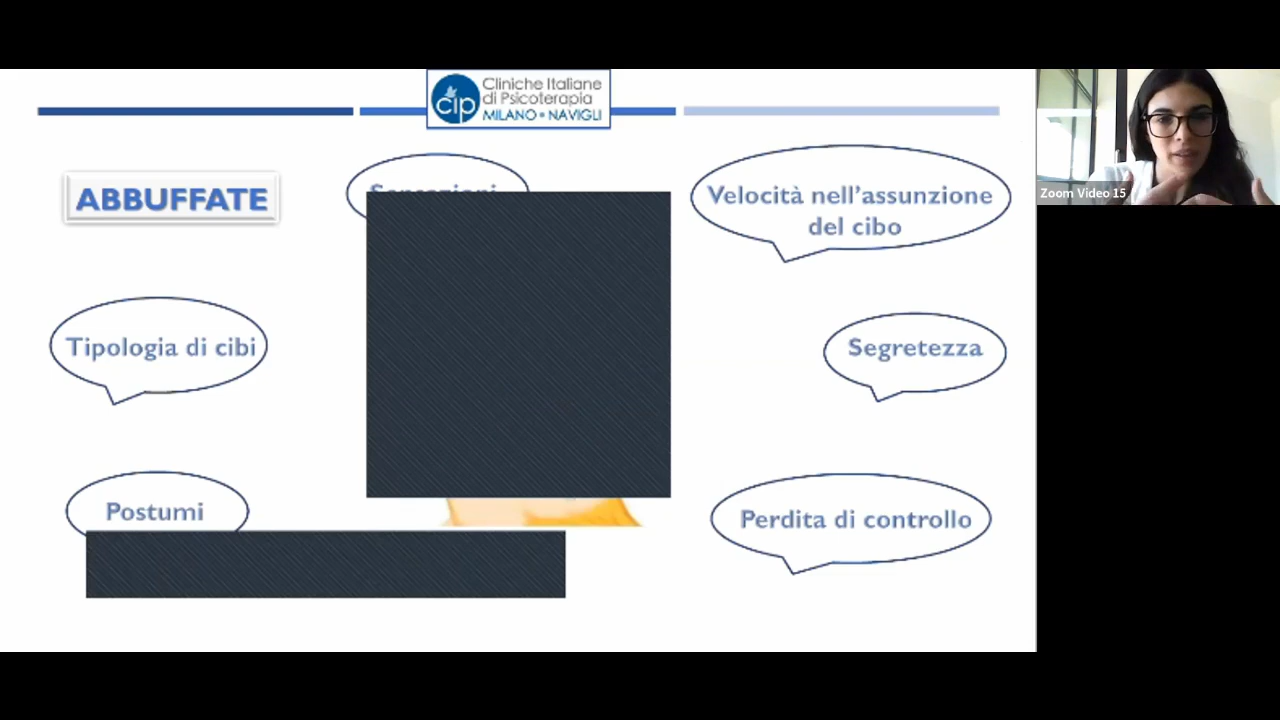 Cliniche Italiane
di Psicoterapia
cip
MILANO • NAVIGLI
ABBUFFATE
Velocità nell’assunzione
del cibo
Zoom Video 15
Tipologia di cibi
Segretezza
Postumi
Perdita di controllo